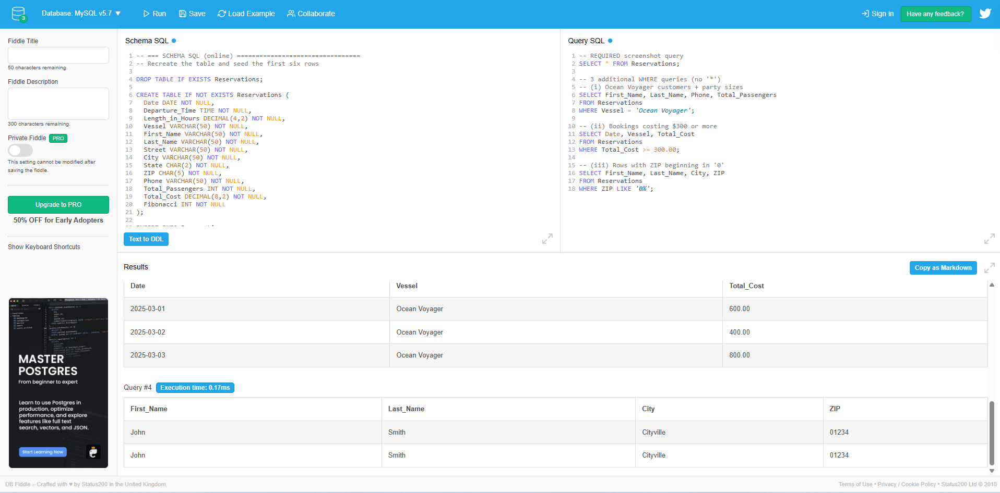 3
Database: MySQL v5.7
Run
Save
Load Example
Collaborate
Sign in
Have any feedback?
Fiddle Title
50 characters remaining.
Fiddle Description
300 characters remaining.
Private Fiddle PRO
This setting cannot be modified after
saving the fiddle.
Upgrade to PRO
50% OFF for Early Adopters
Show Keyboard Shortcuts
MASTER
POSTGRES
From beginner to expert
Learn to use Postgres in
production, optimize
performance, and explore
features like full text
search, vectors, and JSON.
Start Learning Now
Schema SQL
1 -- === SCHEMA SQL (online) =================================
2 -- Recreate the table and seed the first six rows
3
4 DROP TABLE IF EXISTS Reservations;
5
6 CREATE TABLE IF NOT EXISTS Reservations (
7 Date DATE NOT NULL,
8 Departure_Time TIME NOT NULL,
9 Length_in_Hours DECIMAL(4,2) NOT NULL,
10 Vessel VARCHAR(50) NOT NULL,
11 First_Name VARCHAR(50) NOT NULL,
12 Last_Name VARCHAR(50) NOT NULL,
13 Street VARCHAR(50) NOT NULL,
14 City VARCHAR(50) NOT NULL,
15 State CHAR(2) NOT NULL,
16 ZIP CHAR(5) NOT NULL,
17 Phone VARCHAR(50) NOT NULL,
18 Total_Passengers INT NOT NULL,
19 Total_Cost DECIMAL(8,2) NOT NULL,
20 Fibonacci INT NOT NULL
21 );
22
Text to DDL
Query SQL
1 -- REQUIRED screenshot query
2 SELECT * FROM Reservations;
3
4 -- 3 additional WHERE queries (no '*')
5 -- (i) Ocean Voyager customers + party sizes
6 SELECT First_Name, Last_Name, Phone, Total_Passengers
7 FROM Reservations
8 WHERE Vessel = 'Ocean Voyager';
9
10 -- (ii) Bookings costing $300 or more
11 SELECT Date, Vessel, Total_Cost
12 FROM Reservations
13 WHERE Total_Cost >= 300.00;
14
15 -- (iii) Rows with ZIP beginning in '0'
16 SELECT First_Name, Last_Name, City, ZIP
17 FROM Reservations
18 WHERE ZIP LIKE '0%';
Results
Copy as Markdown
Date Vessel Total_Cost
2025-03-01 Ocean Voyager 600.00
2025-03-02 Ocean Voyager 400.00
2025-03-03 Ocean Voyager 800.00
Query #4 Execution time: 0.17ms
First_Name Last_Name City ZIP
John Smith Cityville 01234
John Smith Cityville 01234
DB Fiddle – Crafted with ♥ by Status200 in the United Kingdom.
Terms of Use • Privacy / Cookie Policy • Status200 Ltd © 2018